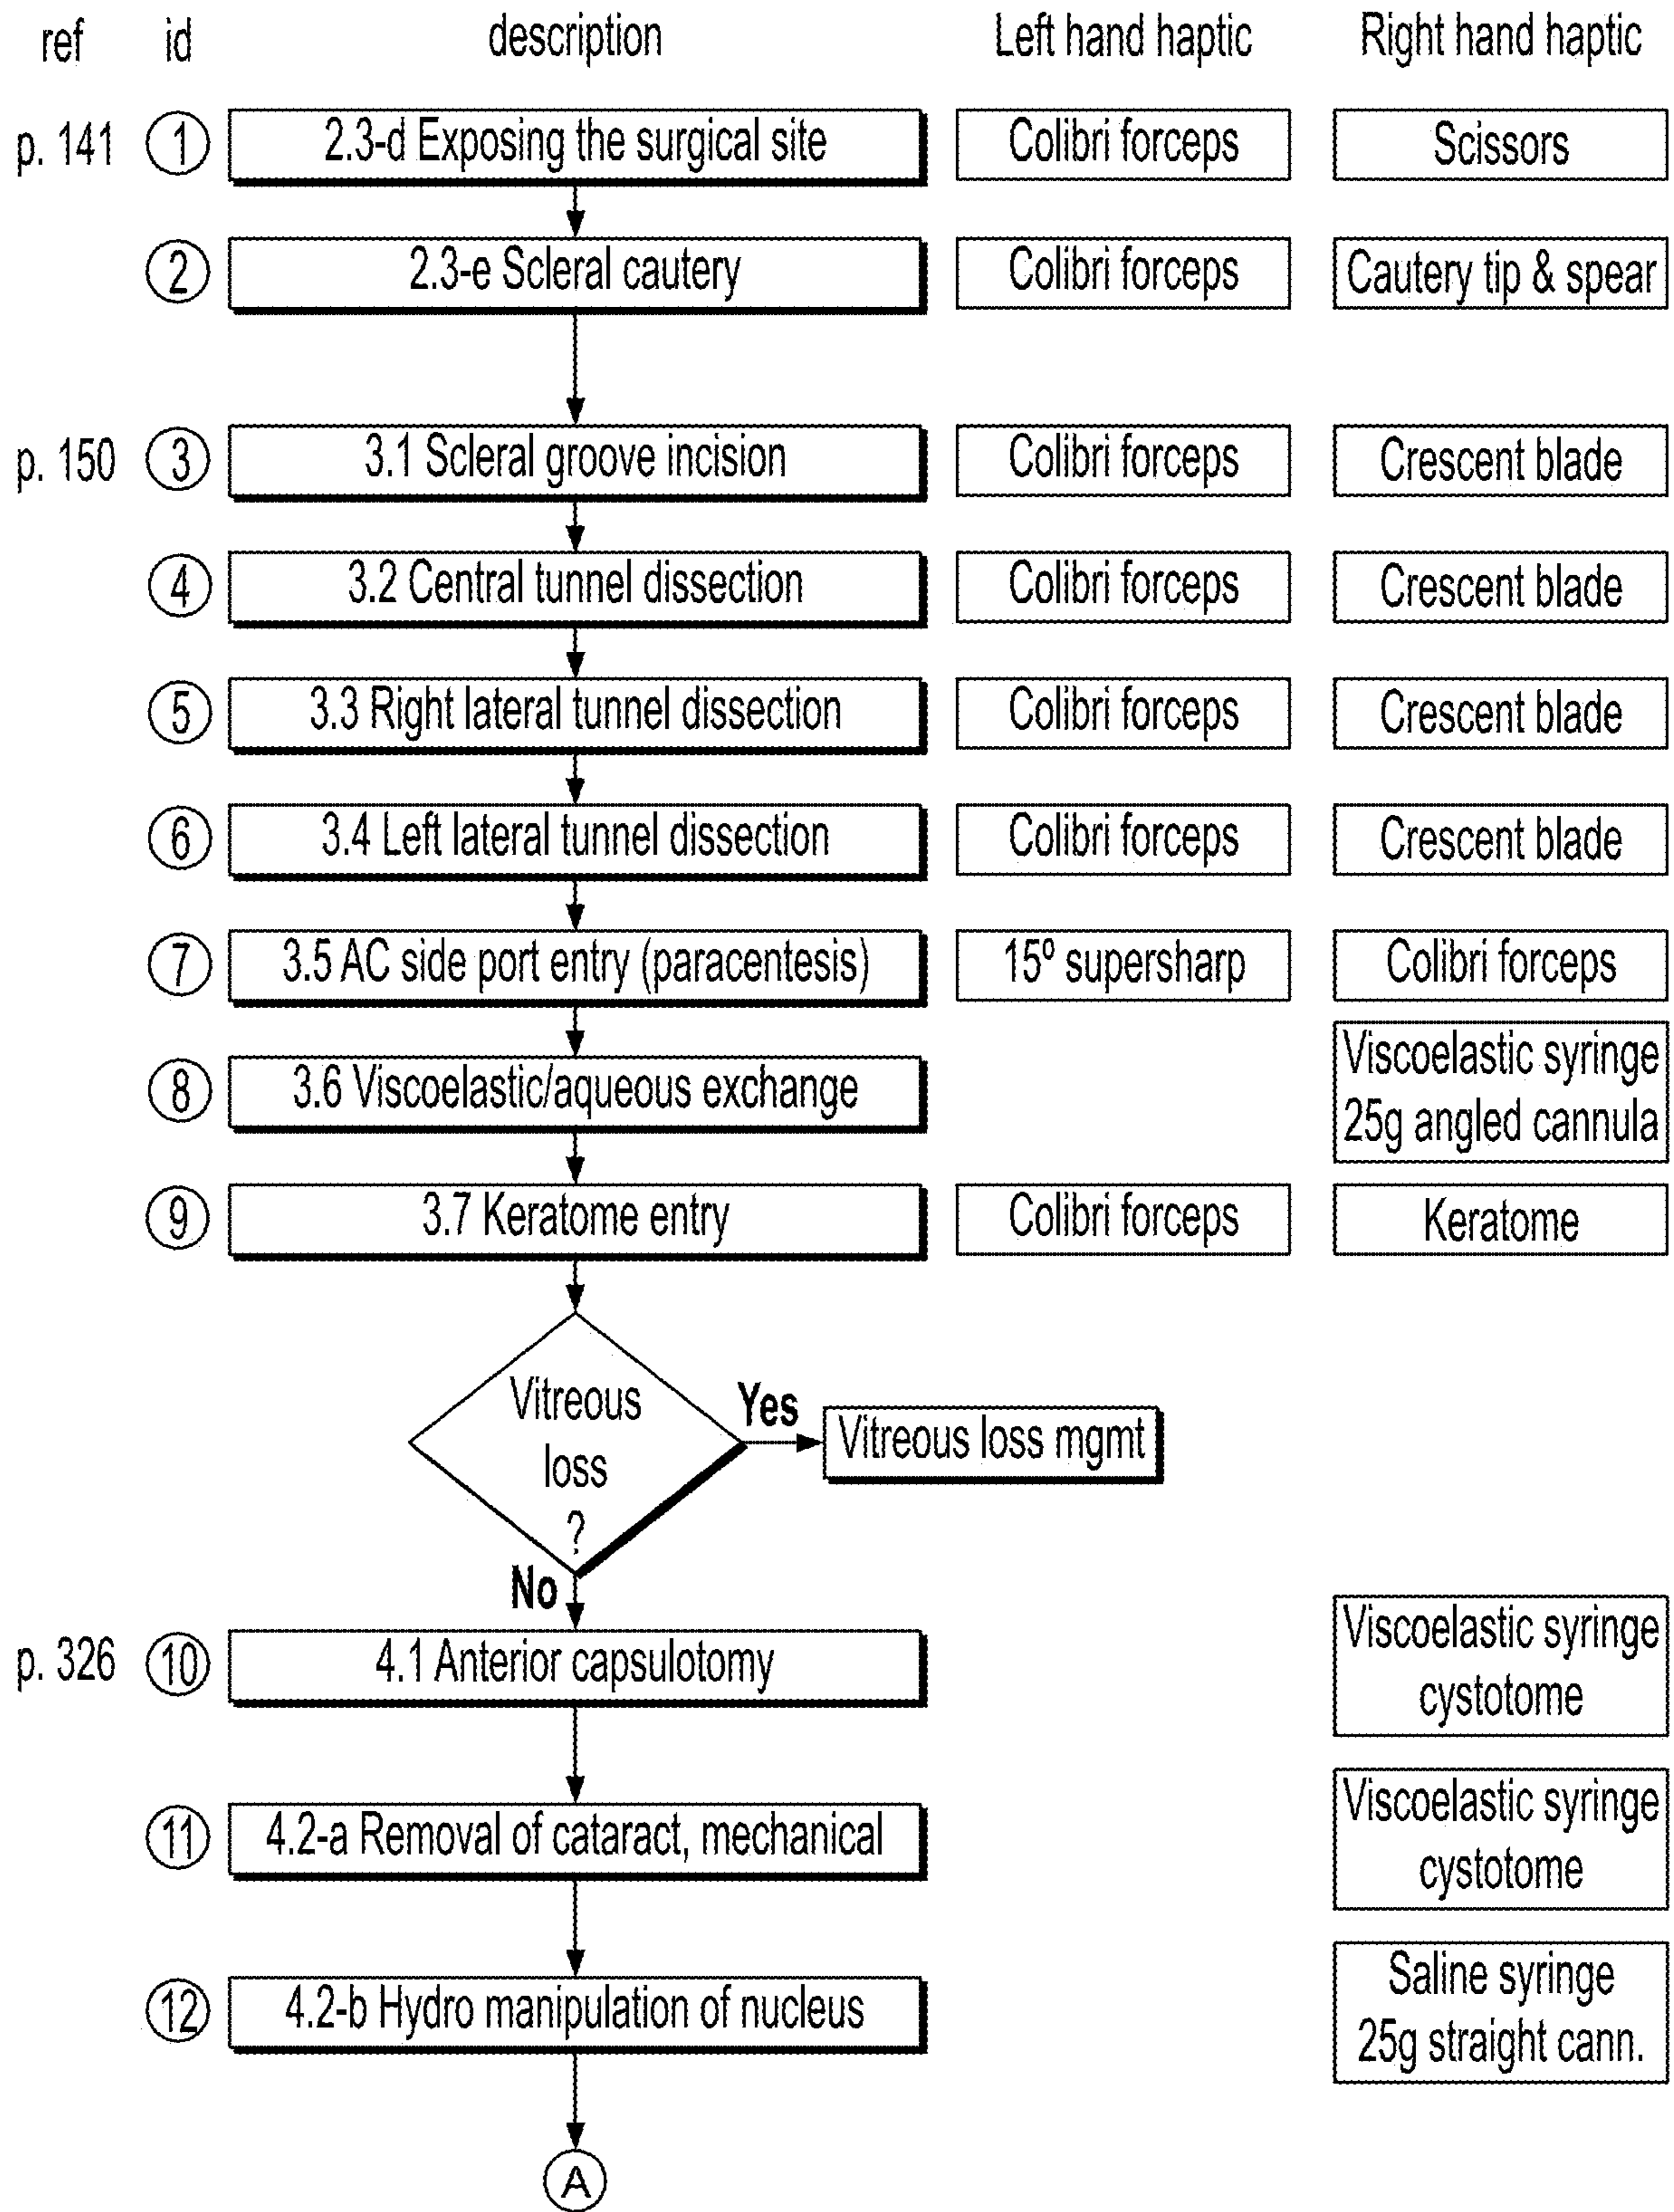 ref id description Left hand haptic Right hand haptic
p. 141 1 2.3-d Exposing the surgical site Colibri forceps Scissors
2 2.3-e Scleral cautery Colibri forceps Cautery tip & spear
p. 150 3 3.1 Scleral groove incision Colibri forceps Crescent blade
4 3.2 Central tunnel dissection Colibri forceps Crescent blade
5 3.3 Right lateral tunnel dissection Colibri forceps Crescent blade
6 3.4 Left lateral tunnel dissection Colibri forceps Crescent blade
7 3.5 AC side port entry (paracentesis) 15º supersharp Colibri forceps
8 3.6 Viscoelastic/aqueous exchange
Viscoelastic syringe
25g angled cannula
9 3.7 Keratome entry Colibri forceps Keratome
Vitreous
loss
?
Yes
Vitreous loss mgmt
No
p. 326 10 4.1 Anterior capsulotomy
Viscoelastic syringe
cystotome
11 4.2-a Removal of cataract, mechanical
Viscoelastic syringe
cystotome
12 4.2-b Hydro manipulation of nucleus
Saline syringe
25g straight cann.
A